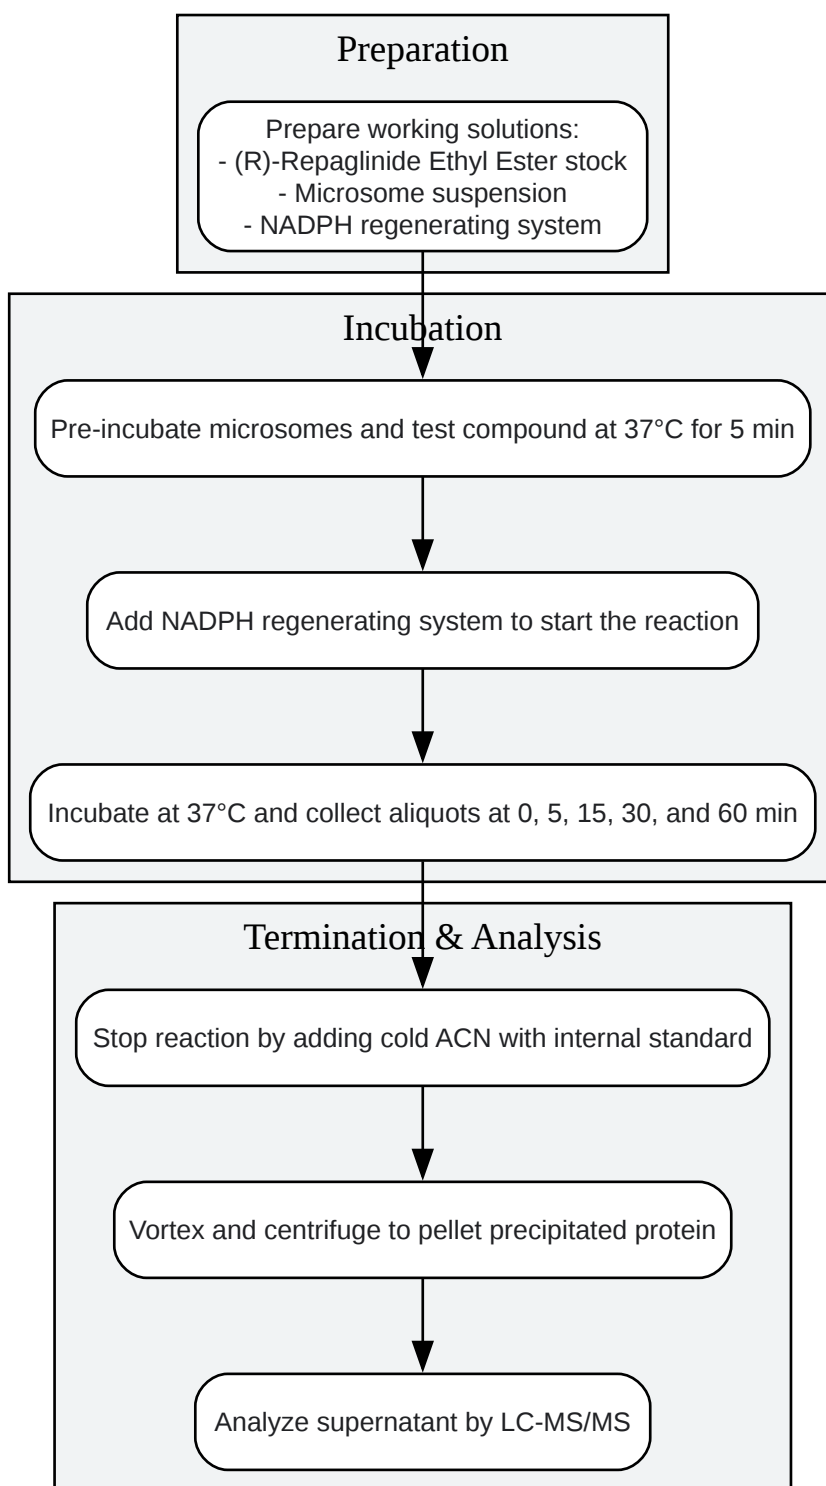 Preparation
Prepare working solutions:
- (R)-Repaglinide Ethyl Ester stock
- Microsome suspension
- NADPH regenerating system
Incubation
Pre-incubate microsomes and test compound at 37°C for 5 min
Add NADPH regenerating system to start the reaction
Incubate at 37°C and collect aliquots at 0, 5, 15, 30, and 60 min
Termination & Analysis
Stop reaction by adding cold ACN with internal standard
Vortex and centrifuge to pellet precipitated protein
Analyze supernatant by LC-MS/MS